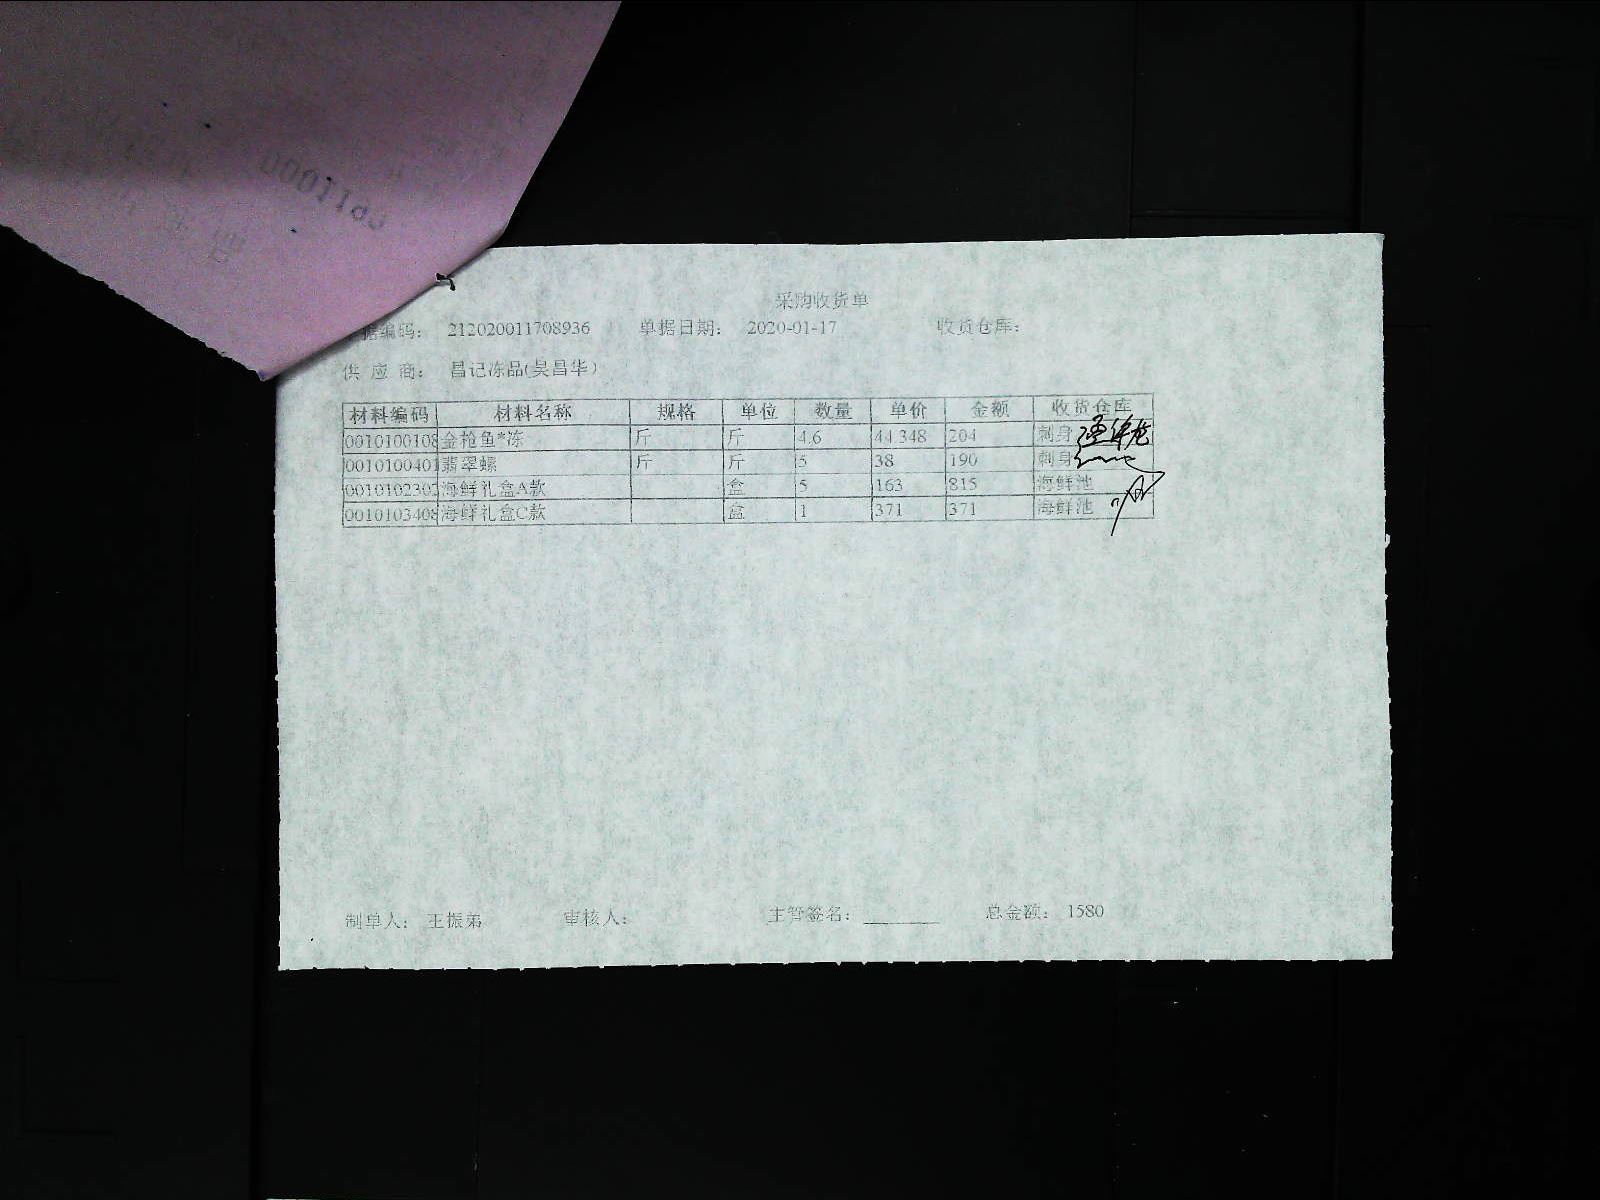 采购收货单
据编码： 212020011708936 单据日期： 2020-01-17 收货仓库：
供 应 商： 昌记冻品(吴昌华)
材料编码 材料名称 规格 单位 数量 单价 金额 收货仓库
0010100108 金枪鱼*冻 斤 斤 4.6 44.348 204 刺身
0010100401 翡翠螺 斤 斤 5 38 190 刺身
0010102302 海鲜礼盒A款 盒 5 163 815 海鲜池
0010103408 海鲜礼盒C款 盒 1 371 371 海鲜池
制单人： 王振弟 审核人： 主管签名： 总金额： 1580